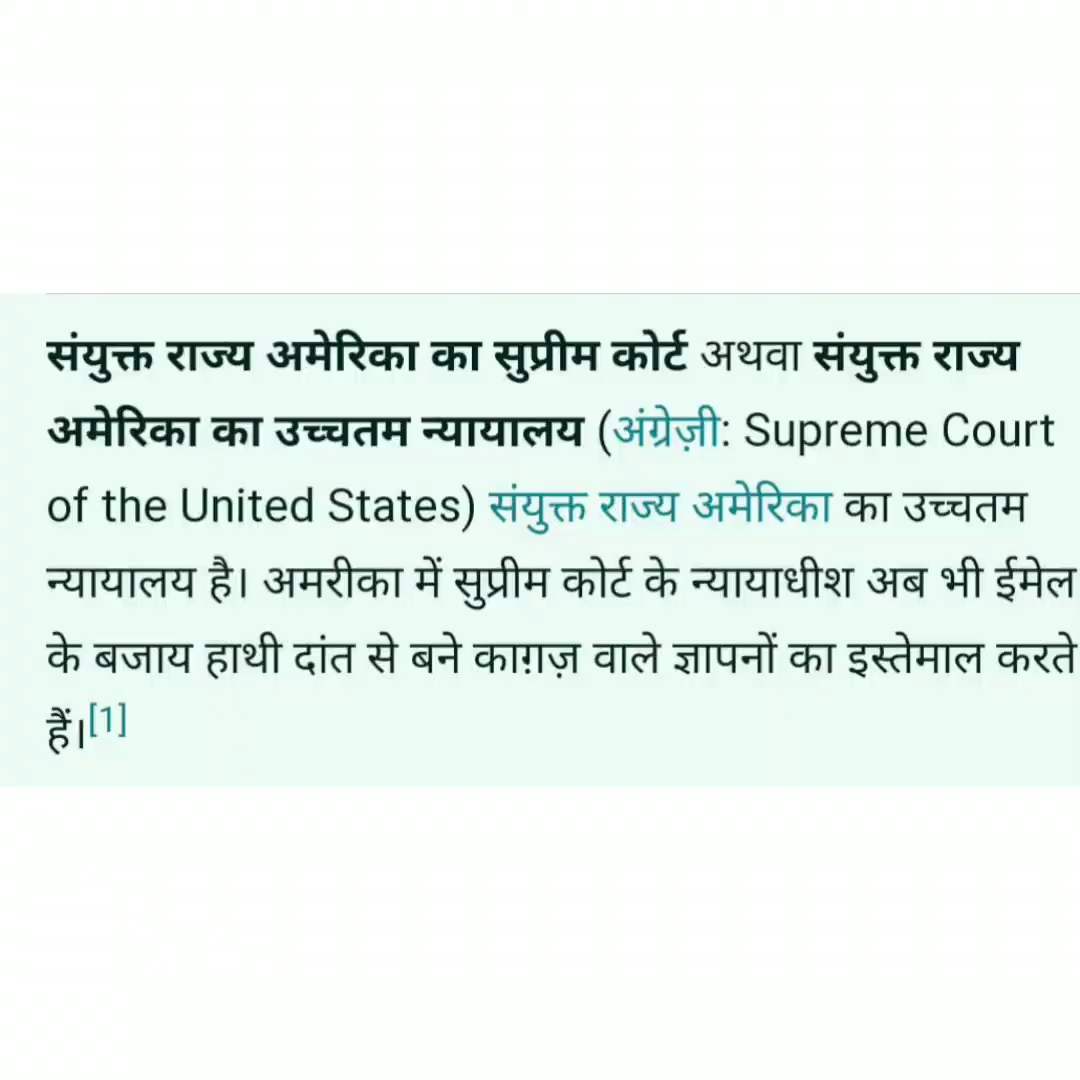 संयुक्त राज्य अमेरिका का सुप्रीम कोर्ट अथवा संयुक्त राज्य
अमेरिका का उच्चतम न्यायालय (अंग्रेज़ी: Supreme Court
of the United States) संयुक्त राज्य अमेरिका का उच्चतम
न्यायालय है। अमरीका में सुप्रीम कोर्ट के न्यायाधीश अब भी ईमेल
के बजाय हाथी दांत से बने काग़ज़ वाले ज्ञापनों का इस्तेमाल करते
हैं।[1]